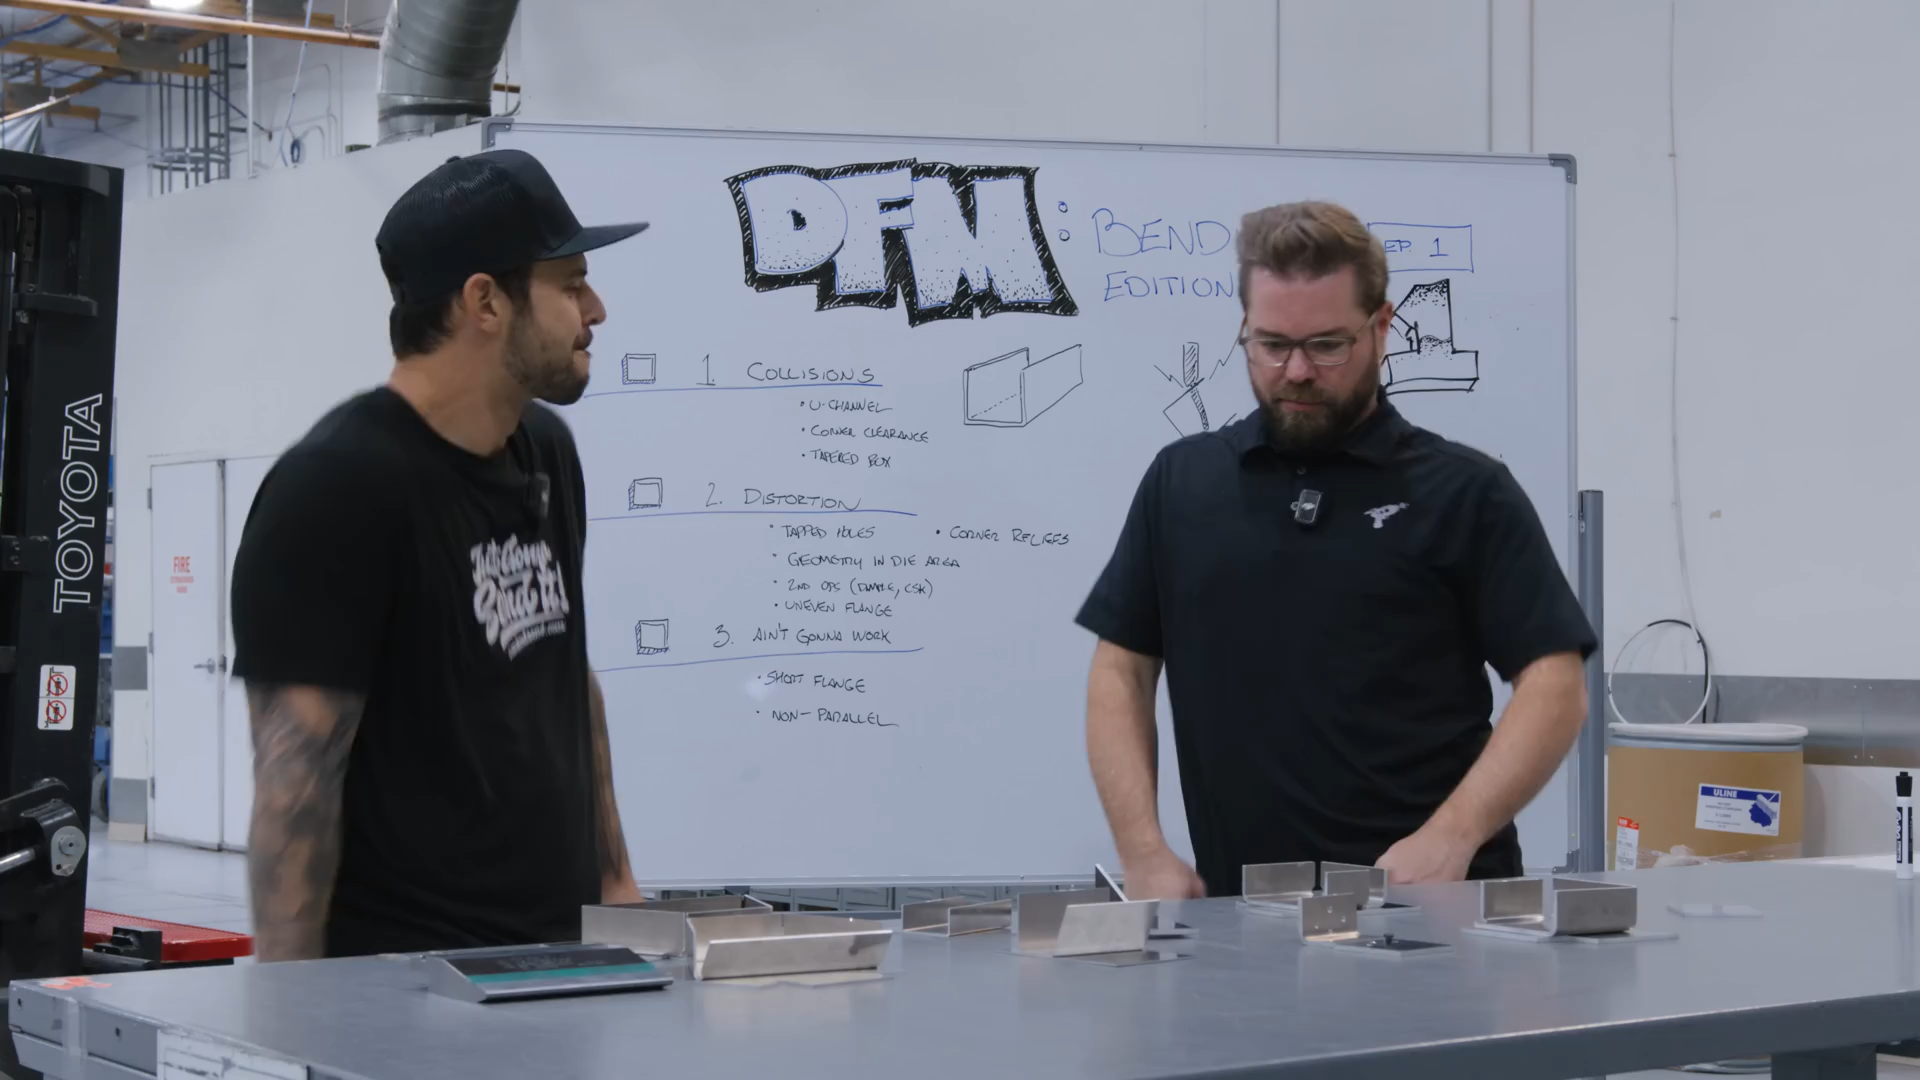 DFM : BEND EP. 1
EDITION
1. COLLISIONS
• U-CHANNEL
• CORNER CLEARANCE
• TAPERED BOX
2. DISTORTION
• TAPPED HOLES
• CORNER RELIEFS
• GEOMETRY IN DIE AREA
• 2ND OPS (DIMPLE, CSK)
• UNEVEN FLANGE
3. AIN'T GONNA WORK
• SHORT FLANGE
• NON-PARALLEL
TOYOTA
FIRE
Send It!
ULINE